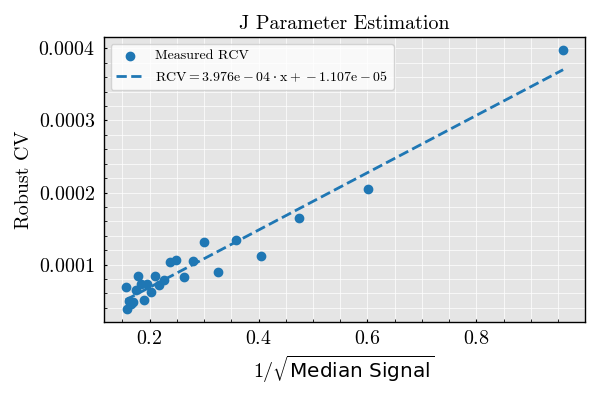 J Parameter Estimation
Measured RCV
RCV = 3.976e − 04 · x + −1.107e − 05
0.0004
0.0003
0.0002
0.0001
Robust CV
0.2 0.4 0.6 0.8
1/√Median Signal